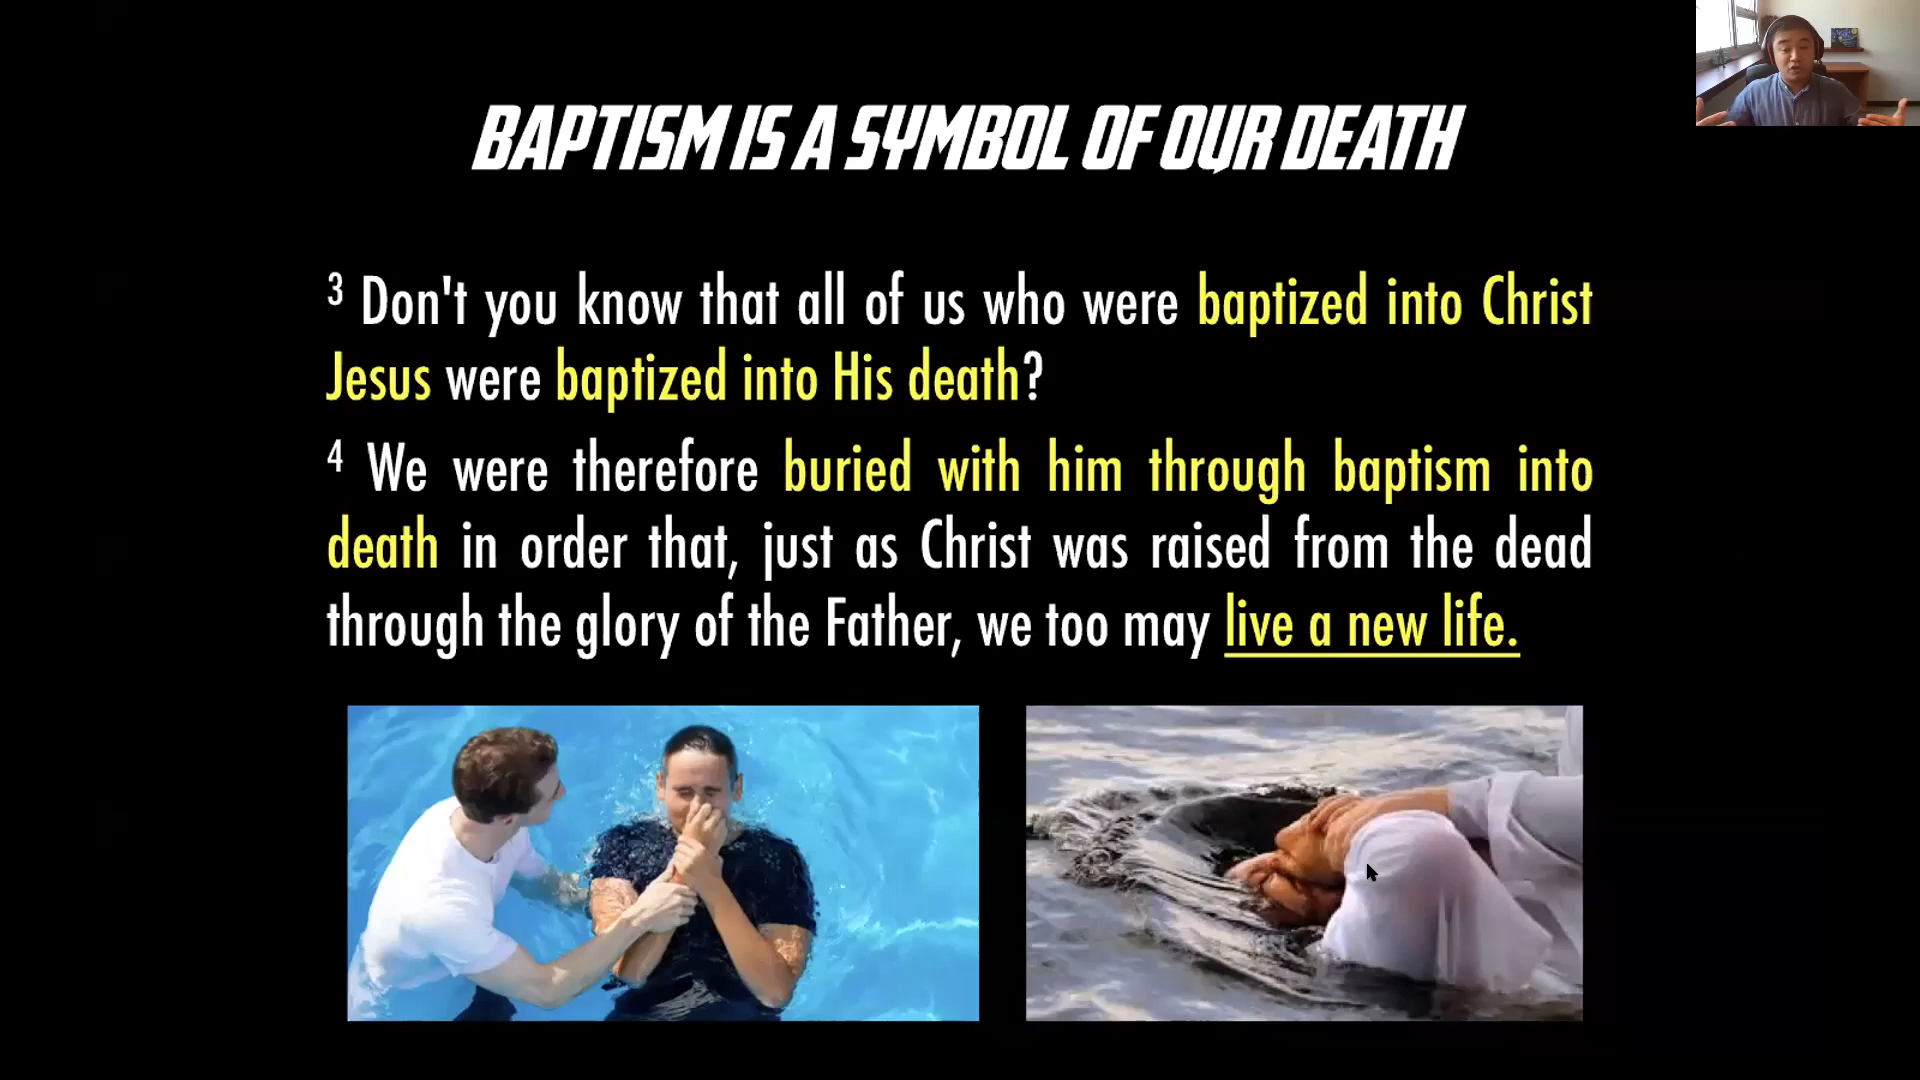 BAPTISM IS A SYMBOL OF OUR DEATH
3 Don't you know that all of us who were baptized into Christ
Jesus were baptized into His death?
4 We were therefore buried with him through baptism into
death in order that, just as Christ was raised from the dead
through the glory of the Father, we too may live a new life.